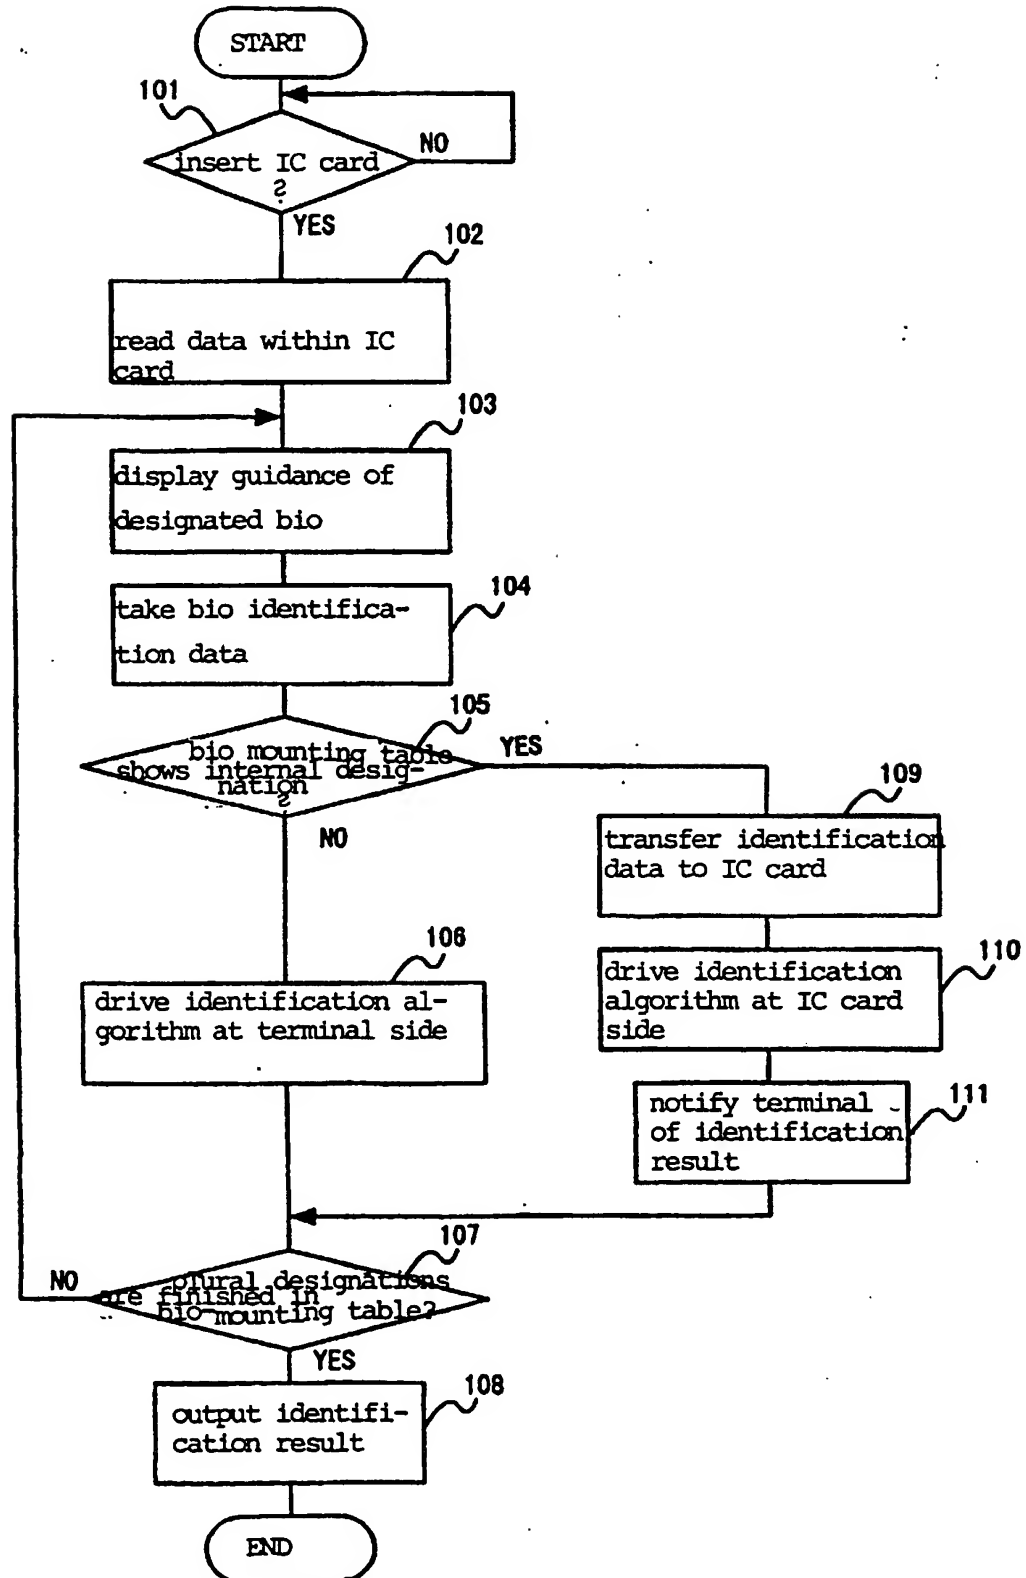 START
101
insert IC card
?
NO
YES
102
read data within IC
card
103
display guidance of
designated bio
104
take bio identifica-
tion data
105
bio mounting table
shows internal desig-
nation
?
YES
NO
109
transfer identification
data to IC card
106
drive identification al-
gorithm at terminal side
110
drive identification
algorithm at IC card
side
111
notify terminal
of identification
result
107
plural designations
are finished in
bio-mounting table?
NO
YES
108
output identifi-
cation result
END